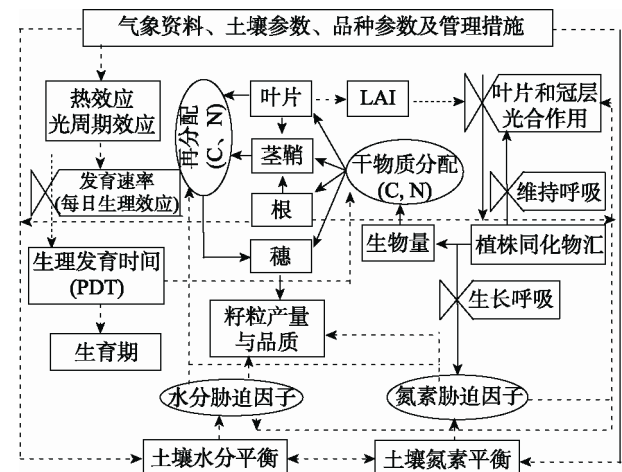 气象资料、土壤参数、品种参数及管理措施
热效应
光周期效应
再分配
(C、N)
叶片
LAI
叶片和冠层
光合作用
茎鞘
干物质分配
(C, N)
发育速率
(每日生理效应)
维持呼吸
根
生物量
植株同化物汇
生理发育时间
(PDT)
穗
生长呼吸
籽粒产量
与品质
生育期
水分胁迫因子
氮素胁迫因子
土壤水分平衡
土壤氮素平衡